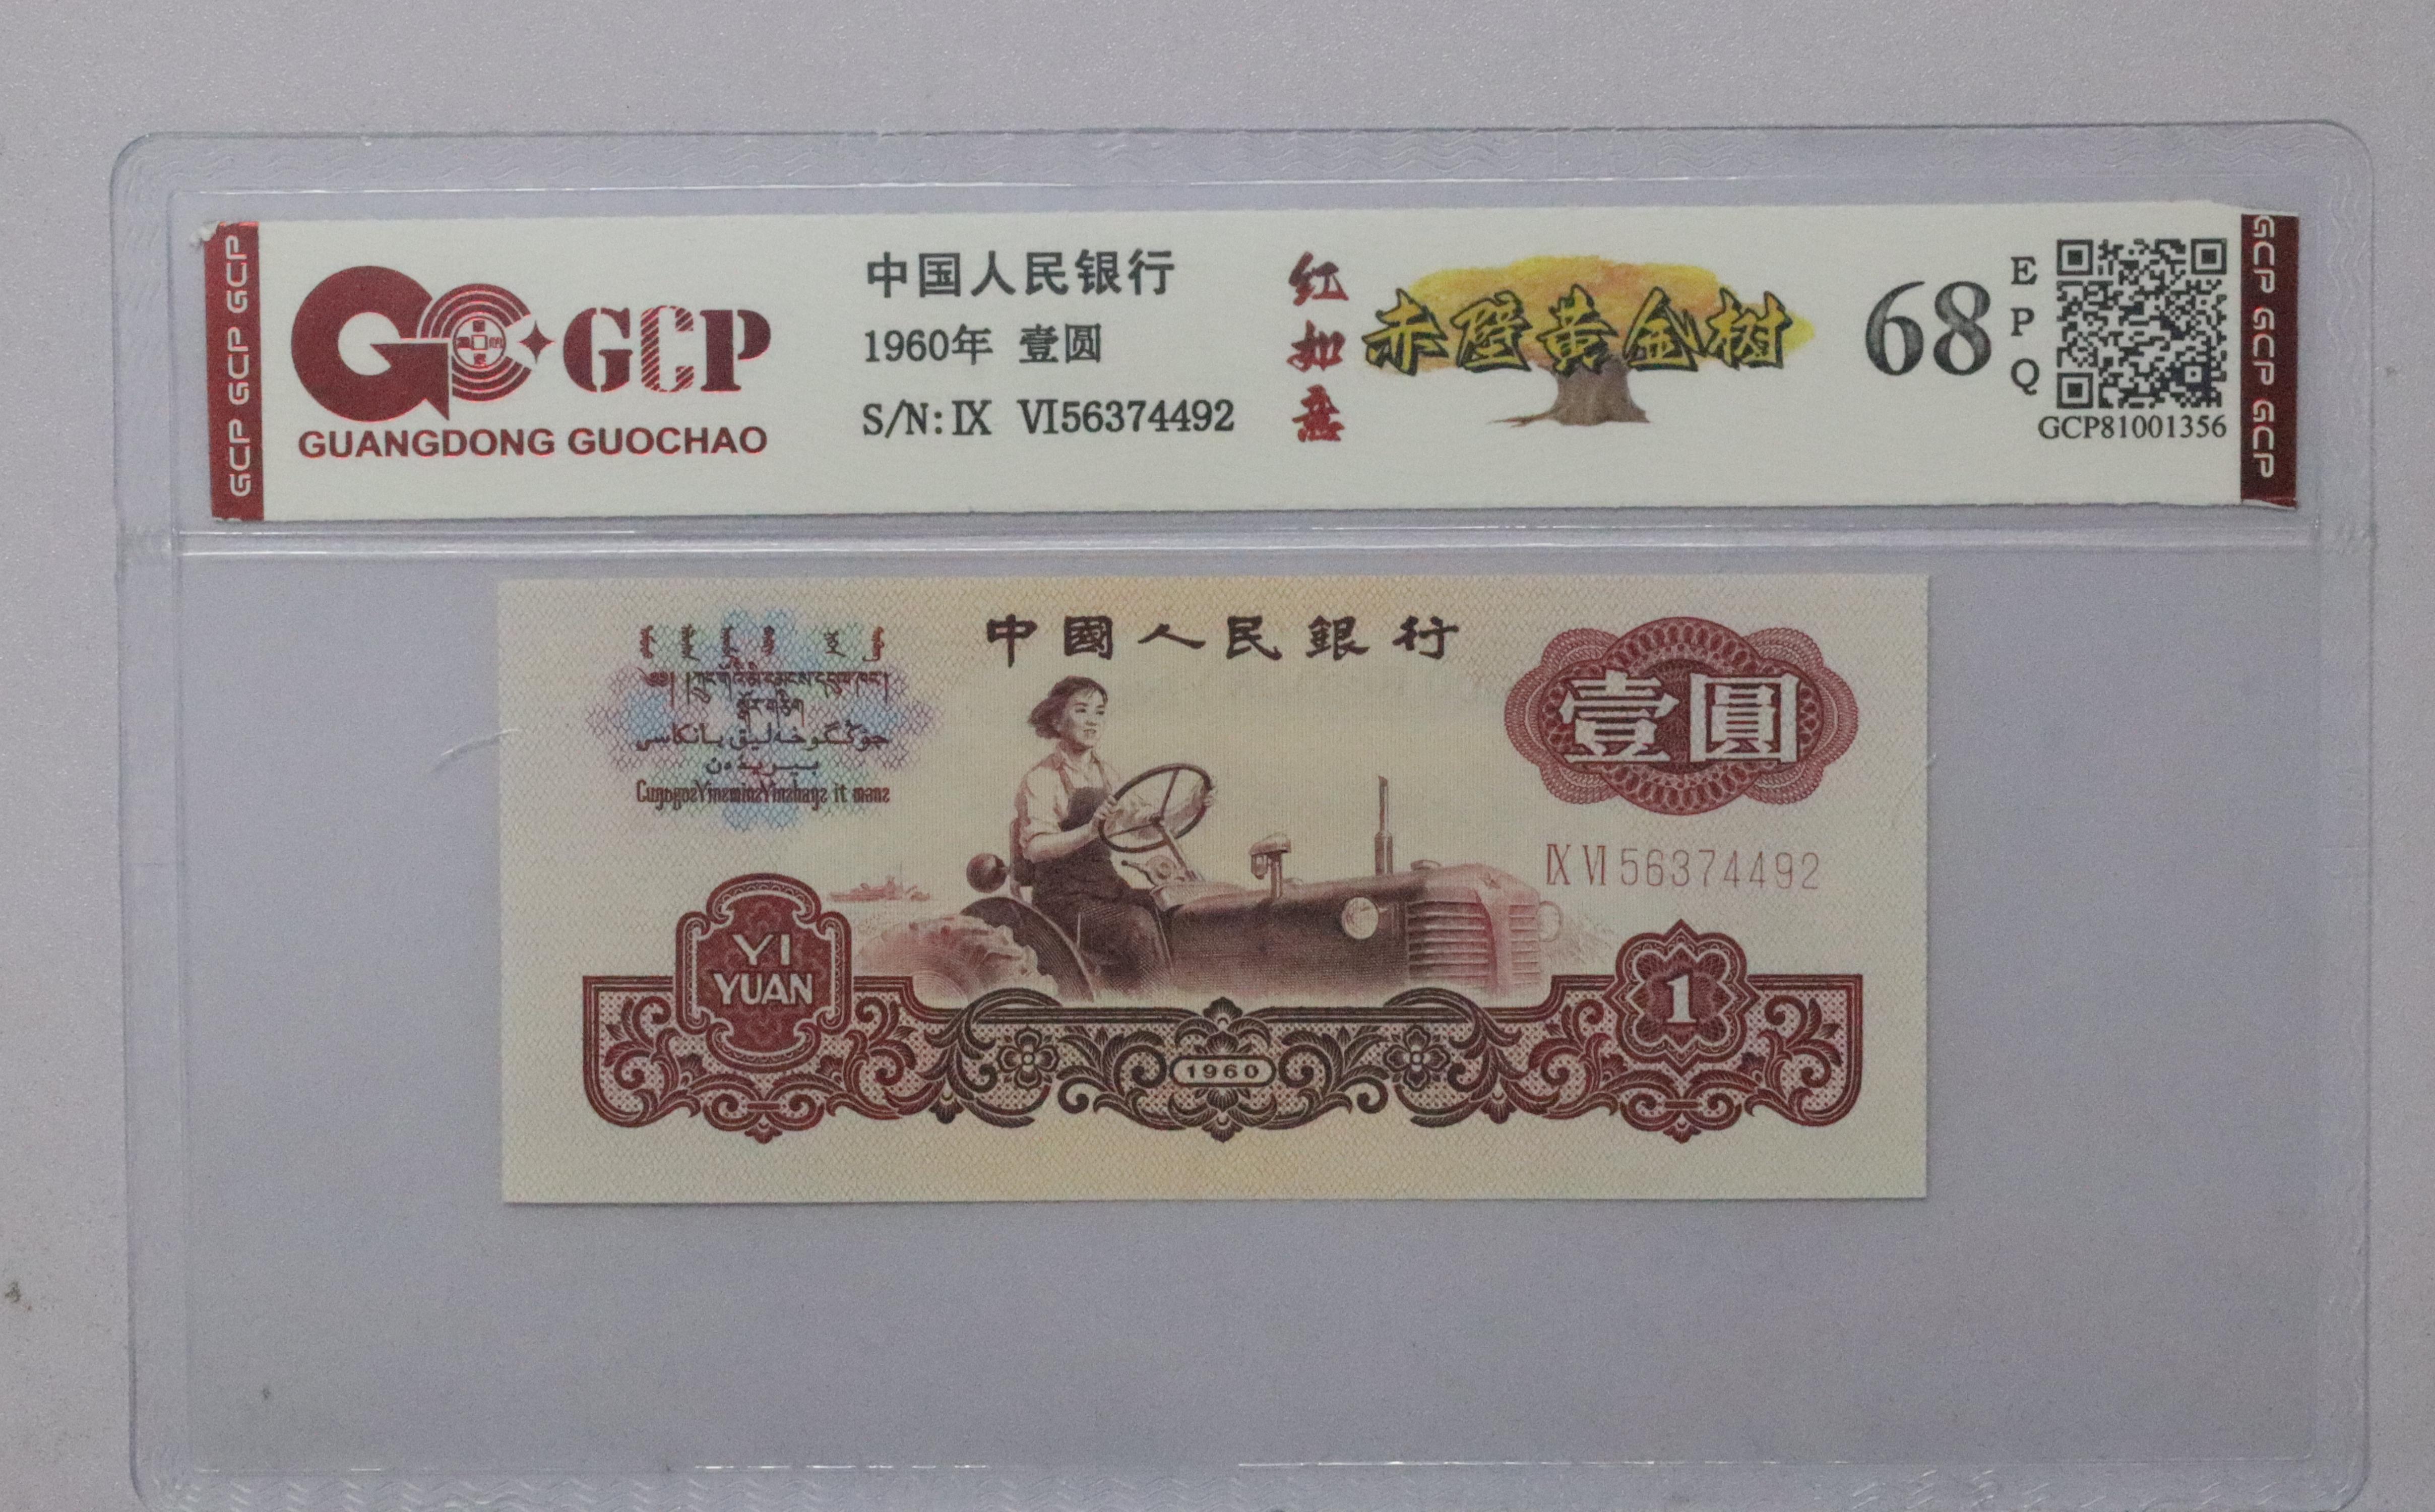 GCP GCP GCP
GCP
GUANGDONG GUOCHAO
中国人民银行
1960年 壹圆
S/N: IX VI56374492
红如意
赤壁黄金树
68
EPQ
GCP81001356
GCP GCP GCP
中國人民銀行
壹圓
IX VI 56374492
YI
YUAN
1960
1